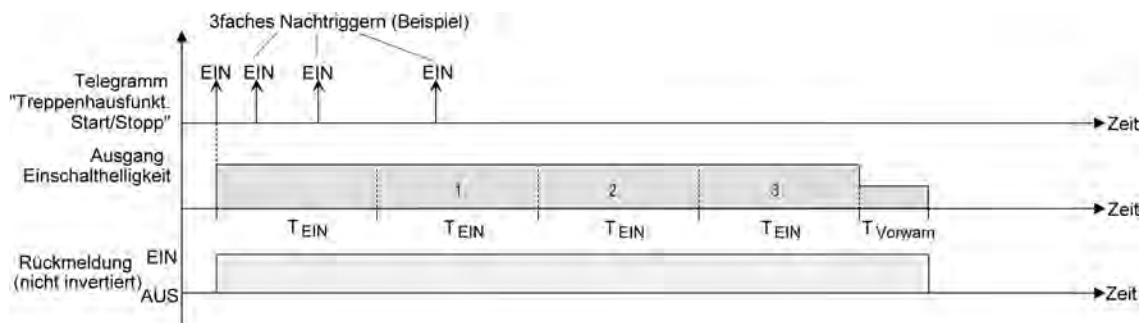 3faches Nachtriggern (Beispiel)
EIN EIN EIN EIN
Telegramm
"Treppenhausfunkt.
Start/Stopp"
Zeit
Ausgang
Einschalthelligkeit
1 2 3
Zeit
TEIN TEIN TEIN TEIN TVorwarn
Rückmeldung
(nicht invertiert)
EIN
AUS
Zeit